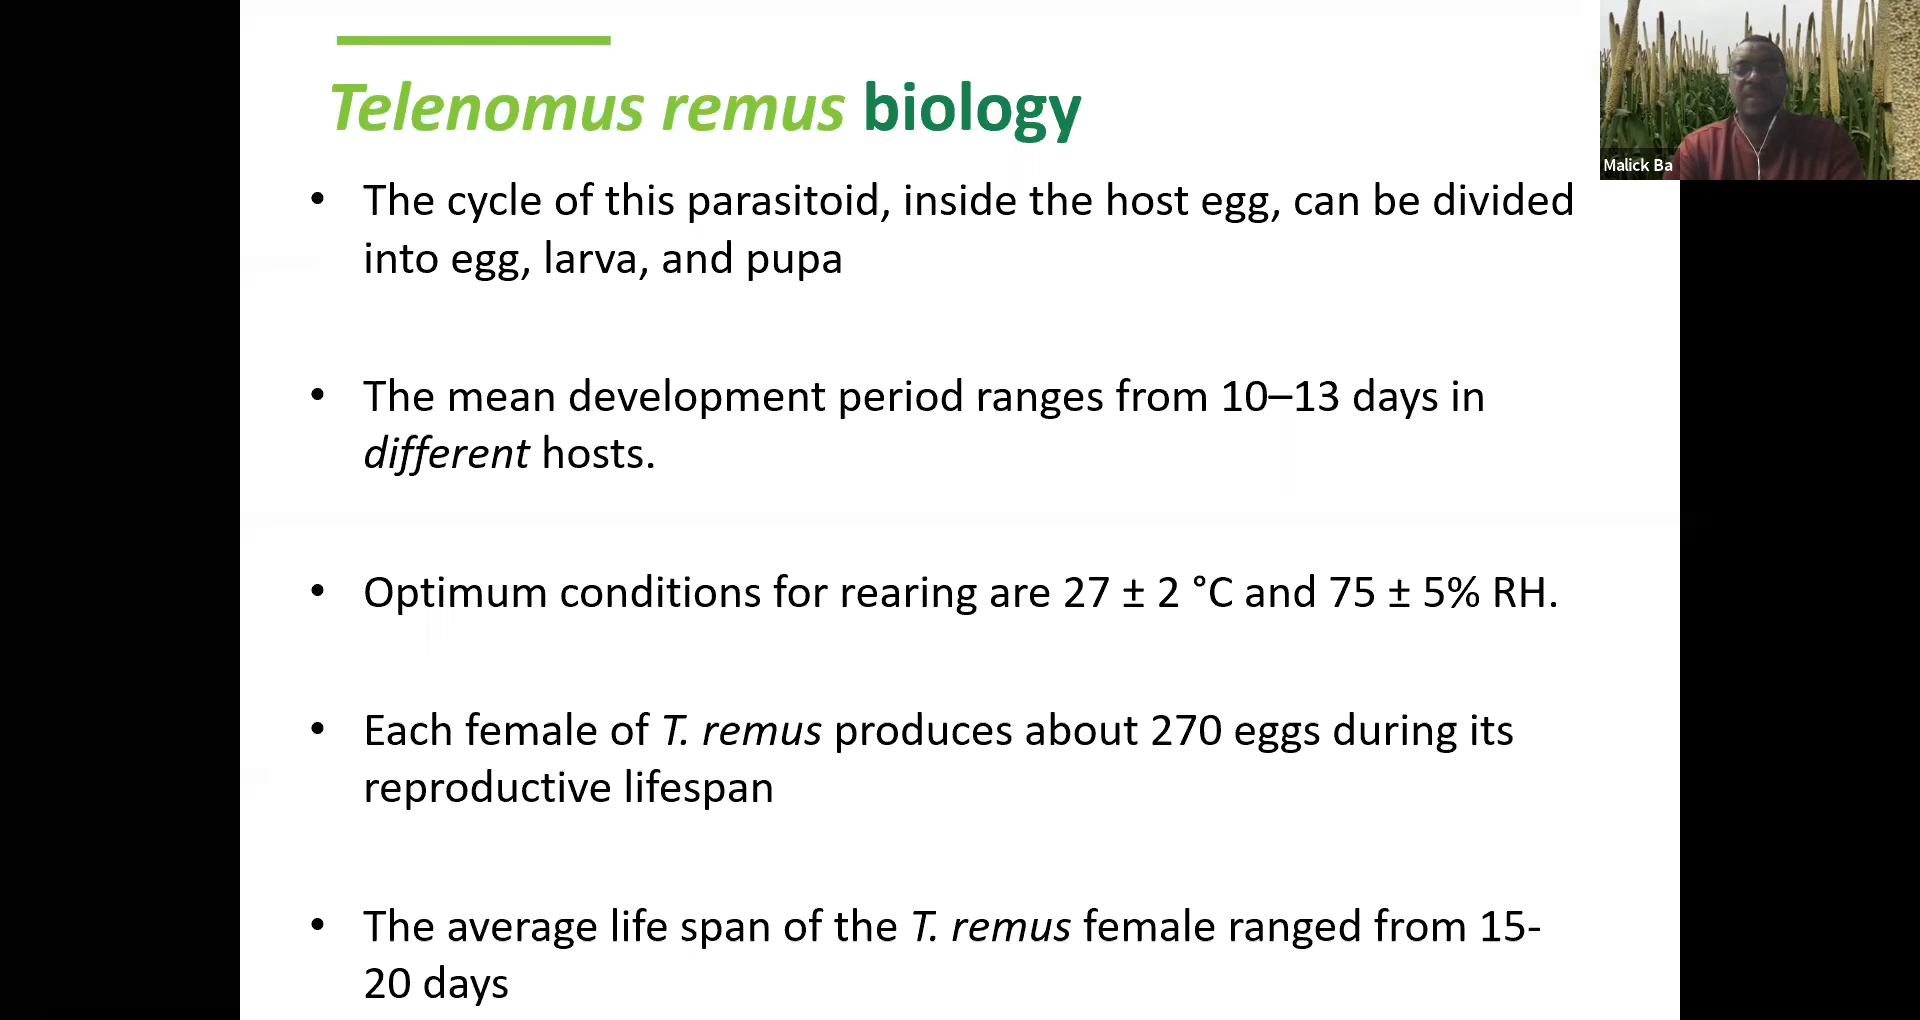 Telenomus remus biology
Malick Ba
• The cycle of this parasitoid, inside the host egg, can be divided
into egg, larva, and pupa
• The mean development period ranges from 10–13 days in
different hosts.
• Optimum conditions for rearing are 27 ± 2 °C and 75 ± 5% RH.
• Each female of T. remus produces about 270 eggs during its
reproductive lifespan
• The average life span of the T. remus female ranged from 15-
20 days